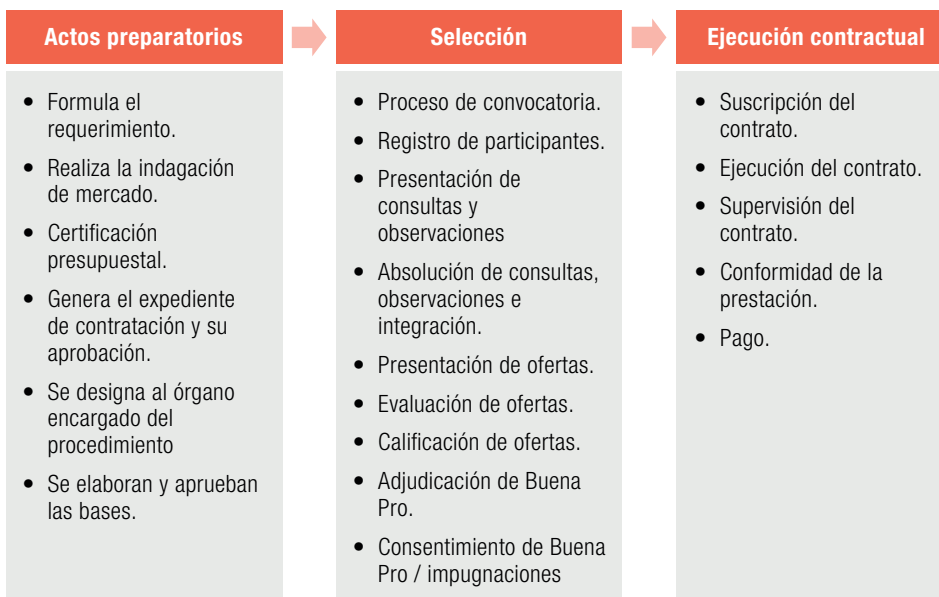 Actos preparatorios
• Formula el
requerimiento.
• Realiza la indagación
de mercado.
• Certificación
presupuestal.
• Genera el expediente
de contratación y su
aprobación.
• Se designa al órgano
encargado del
procedimiento
• Se elaboran y aprueban
las bases.
Selección
• Proceso de convocatoria.
• Registro de participantes.
• Presentación de
consultas y
observaciones
• Absolución de consultas,
observaciones e
integración.
• Presentación de ofertas.
• Evaluación de ofertas.
• Calificación de ofertas.
• Adjudicación de Buena
Pro.
• Consentimiento de Buena
Pro / impugnaciones
Ejecución contractual
• Suscripción del
contrato.
• Ejecución del contrato.
• Supervisión del
contrato.
• Conformidad de la
prestación.
• Pago.